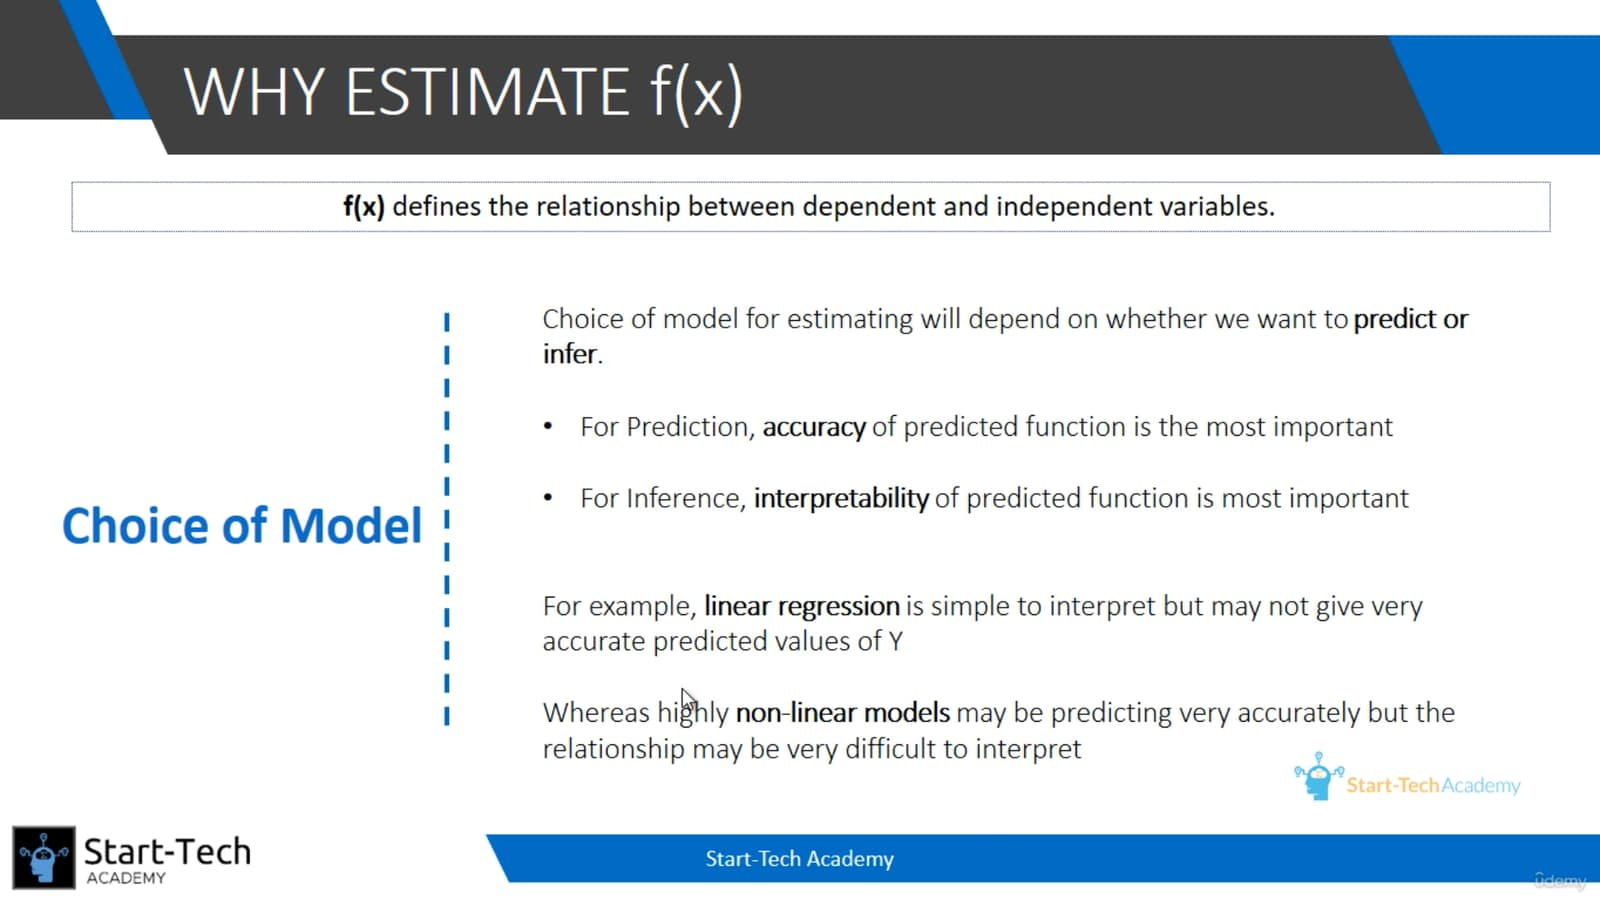 WHY ESTIMATE f(x)
f(x) defines the relationship between dependent and independent variables.
Choice of Model
Choice of model for estimating will depend on whether we want to predict or
infer.
• For Prediction, accuracy of predicted function is the most important
• For Inference, interpretability of predicted function is most important
For example, linear regression is simple to interpret but may not give very
accurate predicted values of Y
Whereas highly non-linear models may be predicting very accurately but the
relationship may be very difficult to interpret
Start-Tech Academy
Start-Tech
ACADEMY
Start-Tech Academy
ûdemy